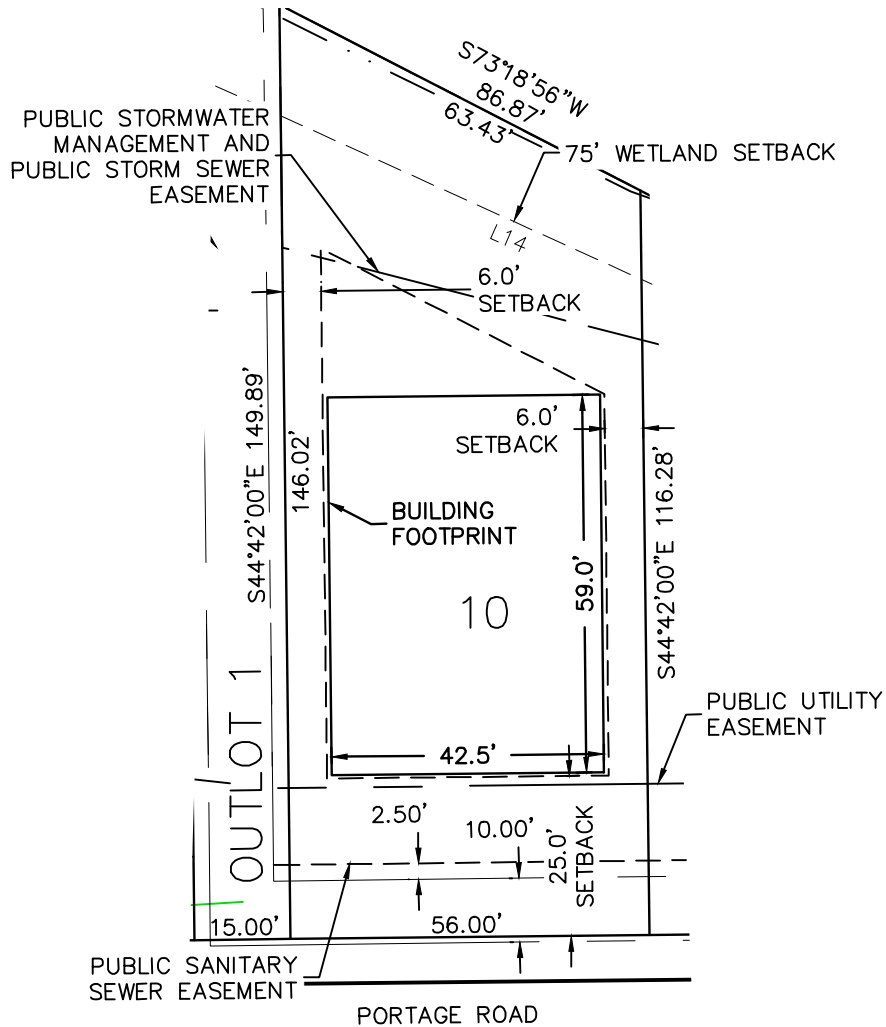 S73°18'56"W
86.87'
63.43'
PUBLIC STORMWATER
MANAGEMENT AND
PUBLIC STORM SEWER
EASEMENT
75' WETLAND SETBACK
L14
6.0'
SETBACK
S44°42'00"E 149.89'
146.02'
6.0'
SETBACK
BUILDING
FOOTPRINT
59.0'
S44°42'00"E 116.28'
10
42.5'
PUBLIC UTILITY
EASEMENT
OUTLOT 1
2.50'
10.00'
25.0'
SETBACK
15.00'
56.00'
PUBLIC SANITARY
SEWER EASEMENT
PORTAGE ROAD